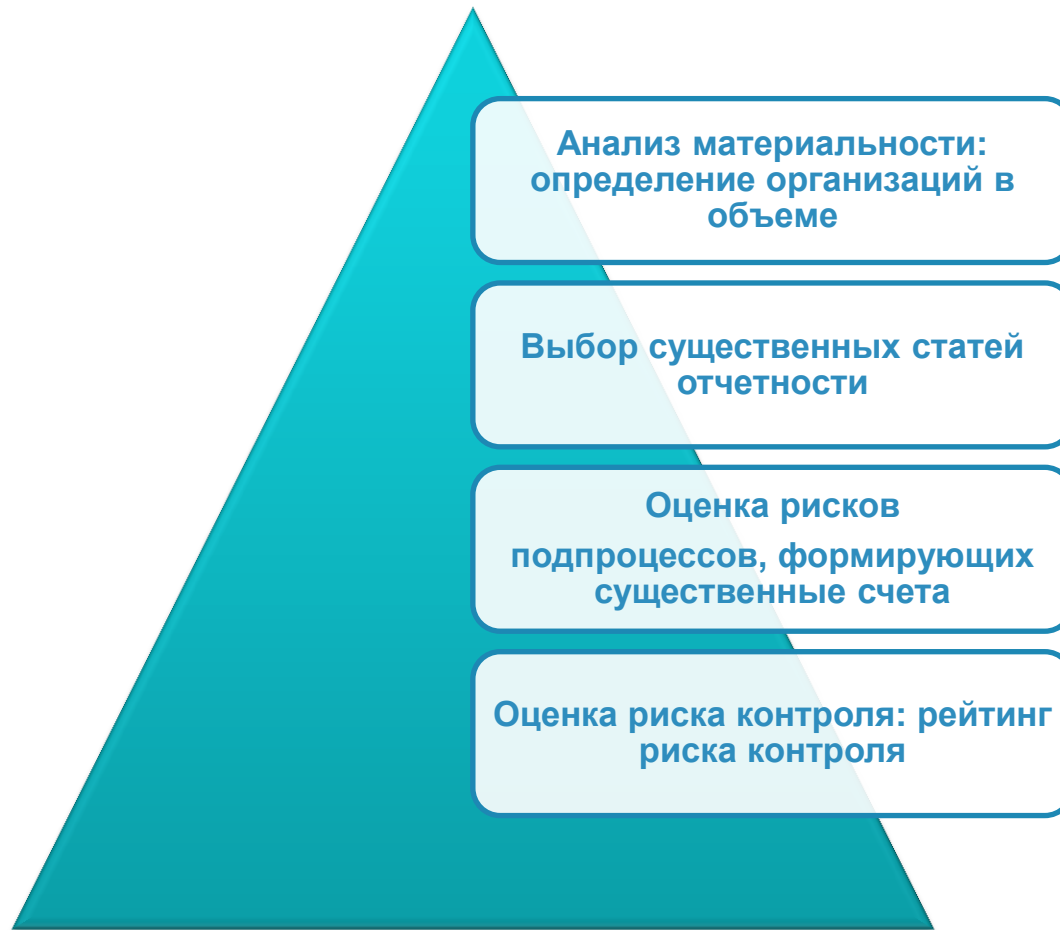 Анализ материальности:
определение организаций в
объеме
Выбор существенных статей
отчетности
Оценка рисков
подпроцессов, формирующих
существенные счета
Оценка риска контроля: рейтинг
риска контроля